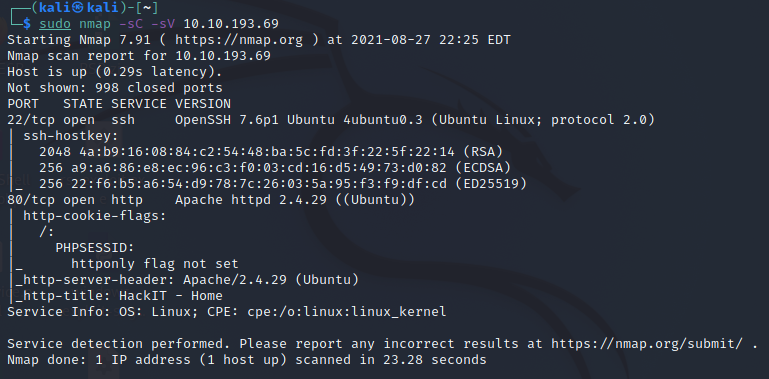 ┌──(kali㉿kali)-[~]
└─$ sudo nmap -sC -sV 10.10.193.69
Starting Nmap 7.91 ( https://nmap.org ) at 2021-08-27 22:25 EDT
Nmap scan report for 10.10.193.69
Host is up (0.29s latency).
Not shown: 998 closed ports
PORT   STATE SERVICE VERSION
22/tcp open  ssh     OpenSSH 7.6p1 Ubuntu 4ubuntu0.3 (Ubuntu Linux; protocol 2.0)
| ssh-hostkey:
|   2048 4a:b9:16:08:84:c2:54:48:ba:5c:fd:3f:22:5f:22:14 (RSA)
|   256 a9:a6:86:e8:ec:96:c3:f0:03:cd:16:d5:49:73:d0:82 (ECDSA)
|_  256 22:f6:b5:a6:54:d9:78:7c:26:03:5a:95:f3:f9:df:cd (ED25519)
80/tcp open  http    Apache httpd 2.4.29 ((Ubuntu))
| http-cookie-flags:
|   /:
|     PHPSESSID:
|_      httponly flag not set
|_http-server-header: Apache/2.4.29 (Ubuntu)
|_http-title: HackIT - Home
Service Info: OS: Linux; CPE: cpe:/o:linux:linux_kernel

Service detection performed. Please report any incorrect results at https://nmap.org/submit/ .
Nmap done: 1 IP address (1 host up) scanned in 23.28 seconds